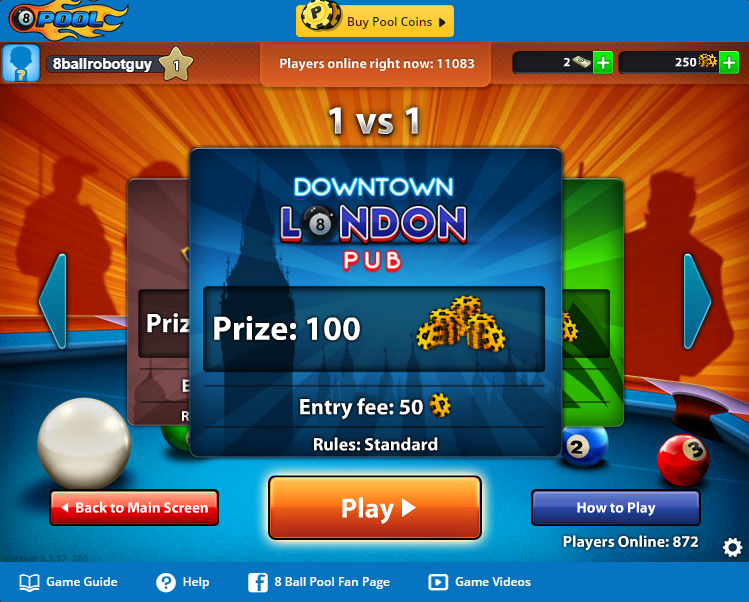 8 POOL
Buy Pool Coins
8ballrobotguy
1
Players online right now: 11083
2
250
1 vs 1
DOWNTOWN
L8NDON
PUB
Priz
Prize: 100
E
Entry fee: 50
R
Rules: Standard
2
3
Back to Main Screen
Play
How to Play
Players Online: 872
Game Guide
Help
8 Ball Pool Fan Page
Game Videos